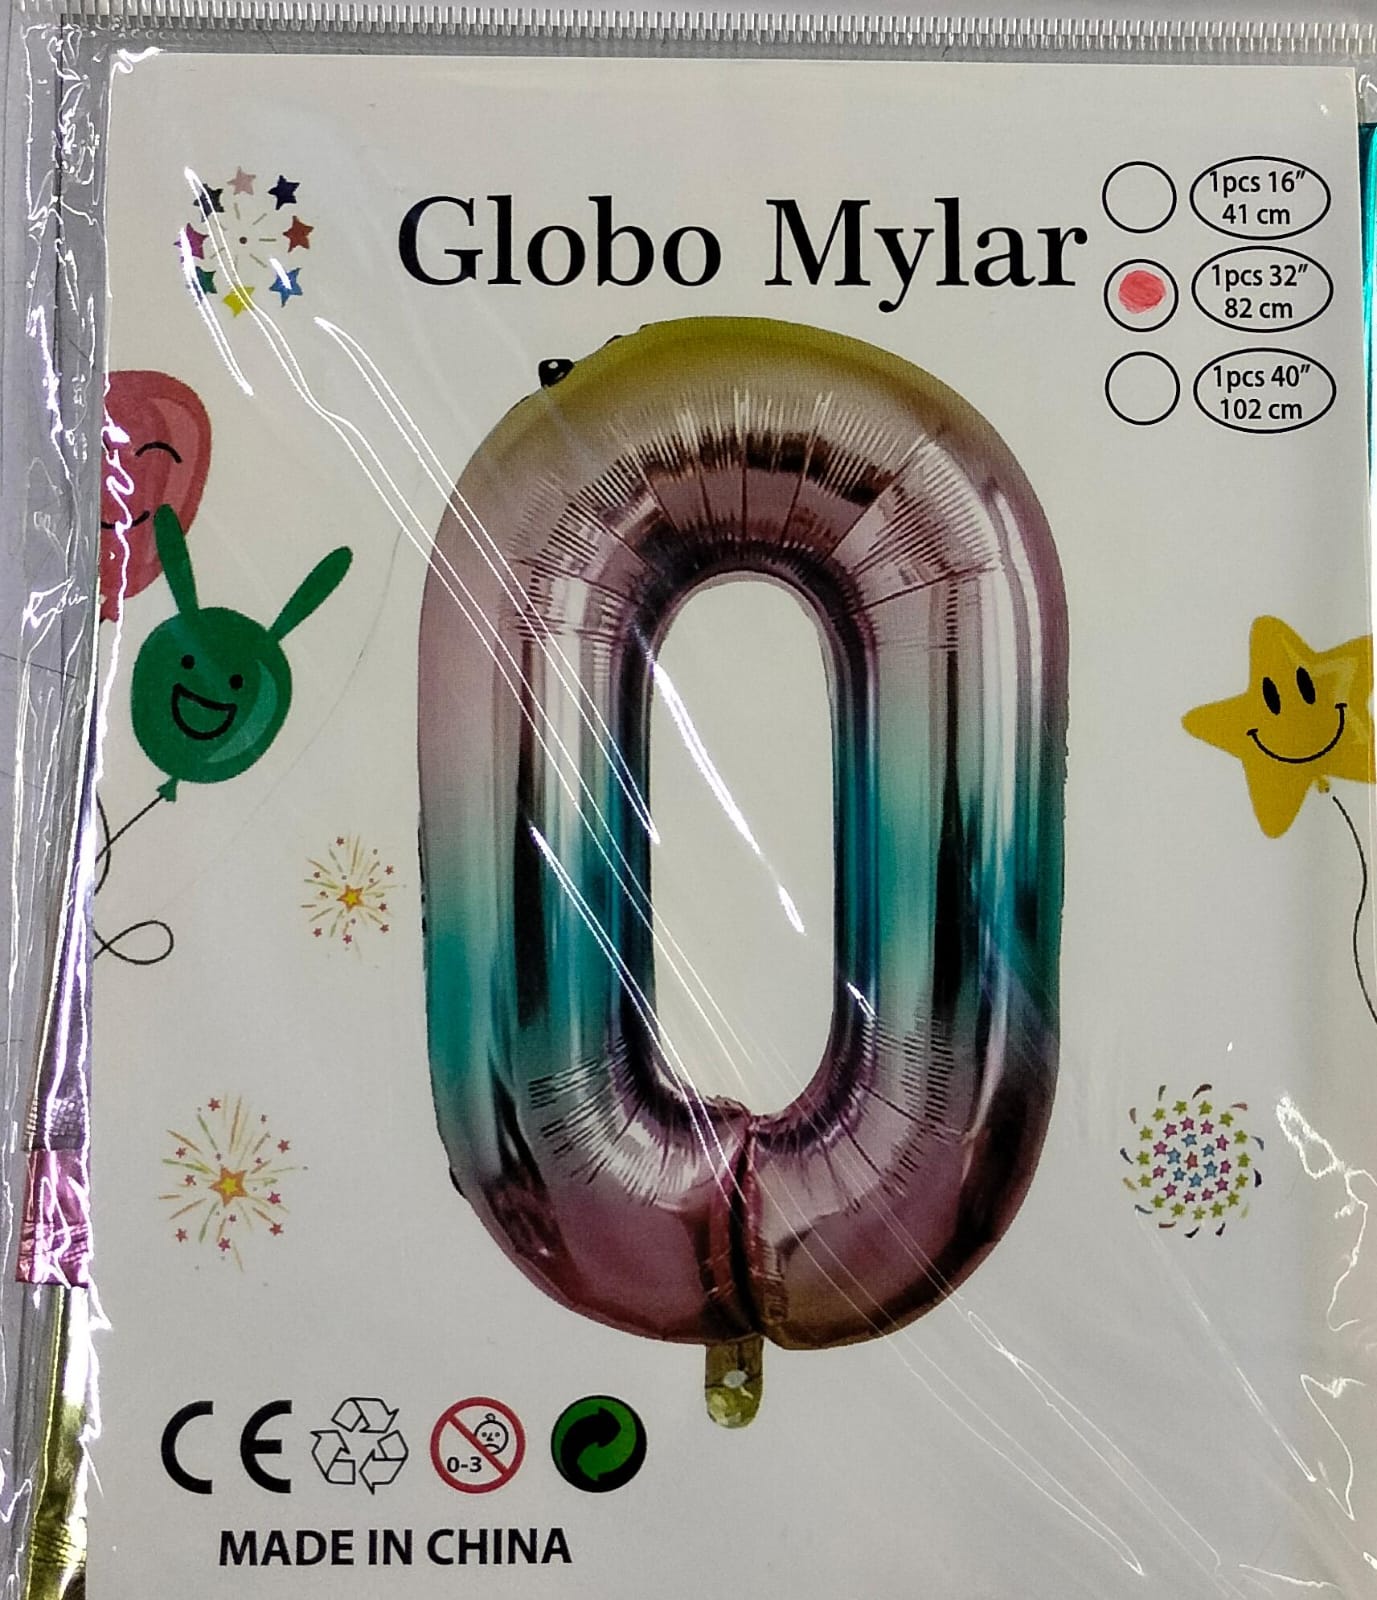 Globo Mylar
1pcs 16”
41 cm
1pcs 32”
82 cm
1pcs 40”
102 cm
0
CE
0-3
MADE IN CHINA